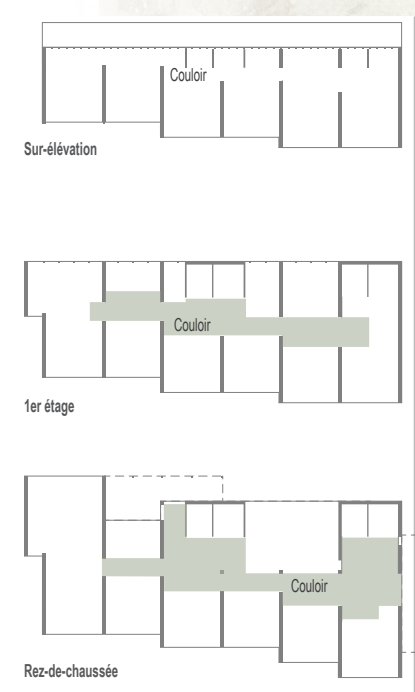 Couloir
Sur-élévation
Couloir
1er étage
Couloir
Rez-de-chaussée